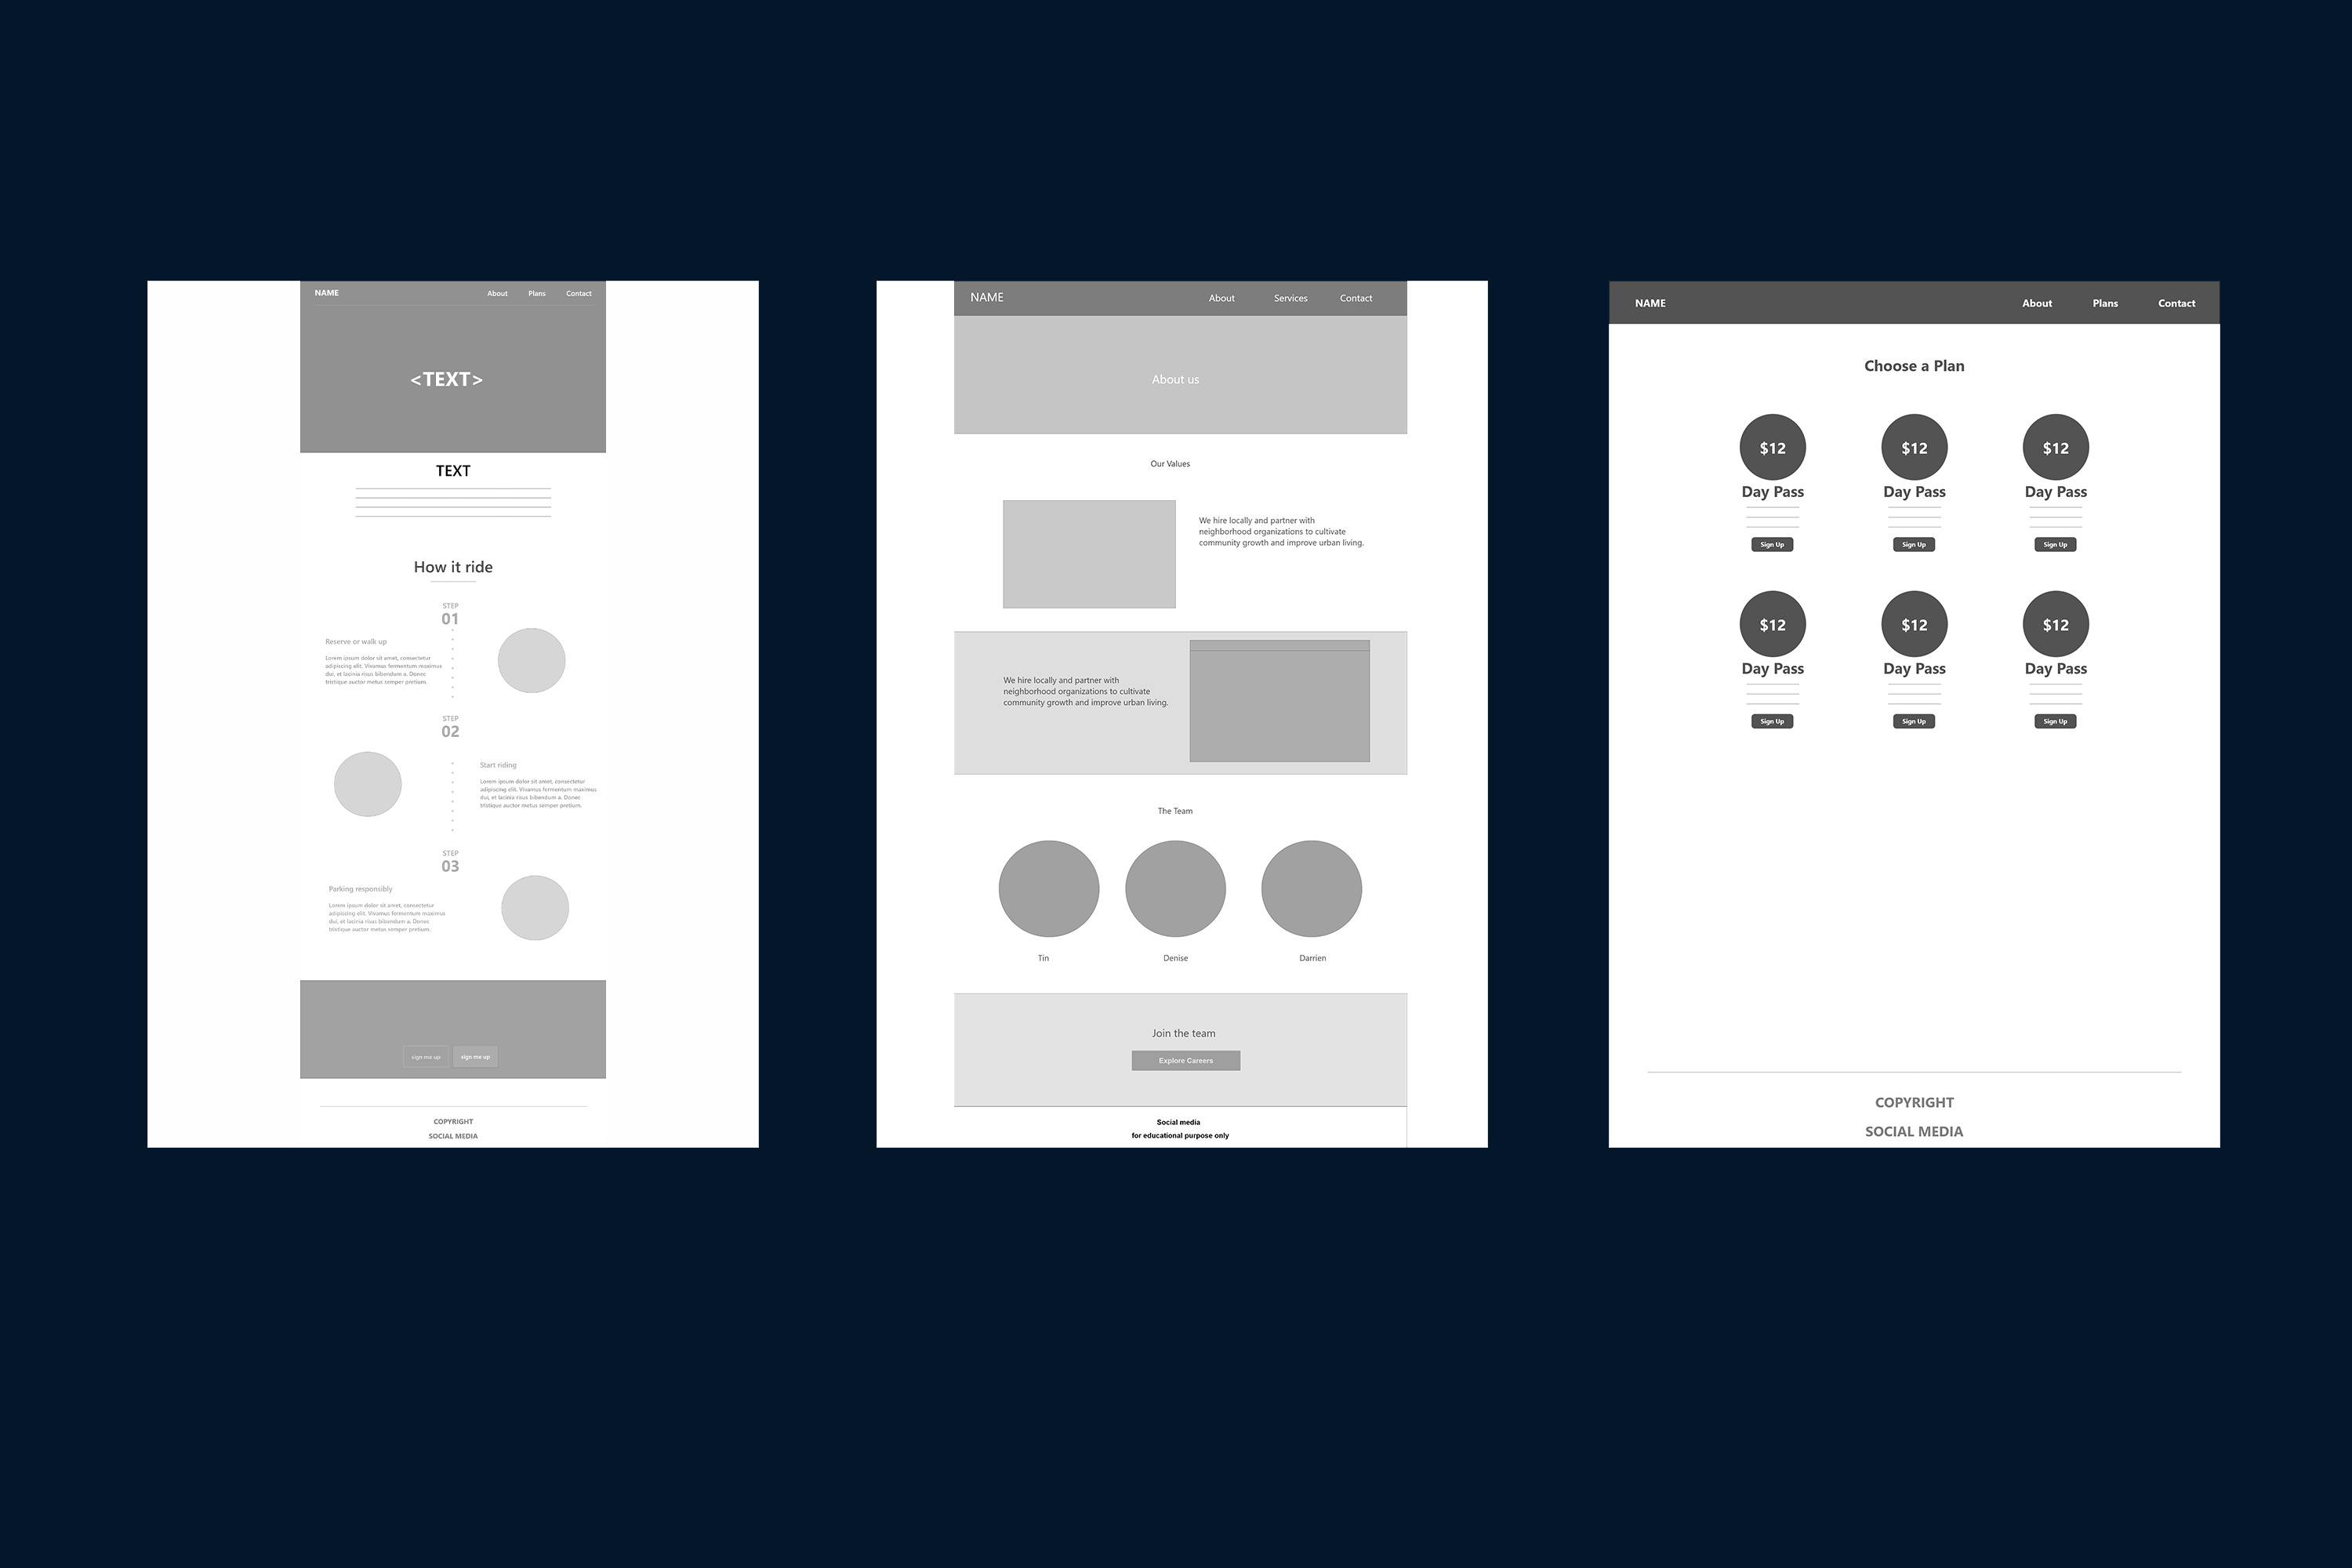 NAME About Plans Contact
<TEXT>
TEXT
How it ride
STEP
01
Reserve or walk up
Lorem ipsum dolor sit amet, consectetur
adipiscing elit. Vivamus fermentum maximus
dui, et lacinia risus bibendum a. Donec
tristique auctor metus semper pretium.
STEP
02
Start riding
Lorem ipsum dolor sit amet, consectetur
adipiscing elit. Vivamus fermentum maximus
dui, et lacinia risus bibendum a. Donec
tristique auctor metus semper pretium.
STEP
03
Parking responsibly
Lorem ipsum dolor sit amet, consectetur
adipiscing elit. Vivamus fermentum maximus
dui, et lacinia risus bibendum a. Donec
tristique auctor metus semper pretium.
sign me up sign me up
COPYRIGHT
SOCIAL MEDIA
NAME About Services Contact
About us
Our Values
We hire locally and partner with
neighborhood organizations to cultivate
community growth and improve urban living.
We hire locally and partner with
neighborhood organizations to cultivate
community growth and improve urban living.
The Team
Tin Denise Darrien
Join the team
Explore Careers
Social media
for educational purpose only
NAME About Plans Contact
Choose a Plan
$12 $12 $12
Day Pass Day Pass Day Pass
Sign Up Sign Up Sign Up
$12 $12 $12
Day Pass Day Pass Day Pass
Sign Up Sign Up Sign Up
COPYRIGHT
SOCIAL MEDIA